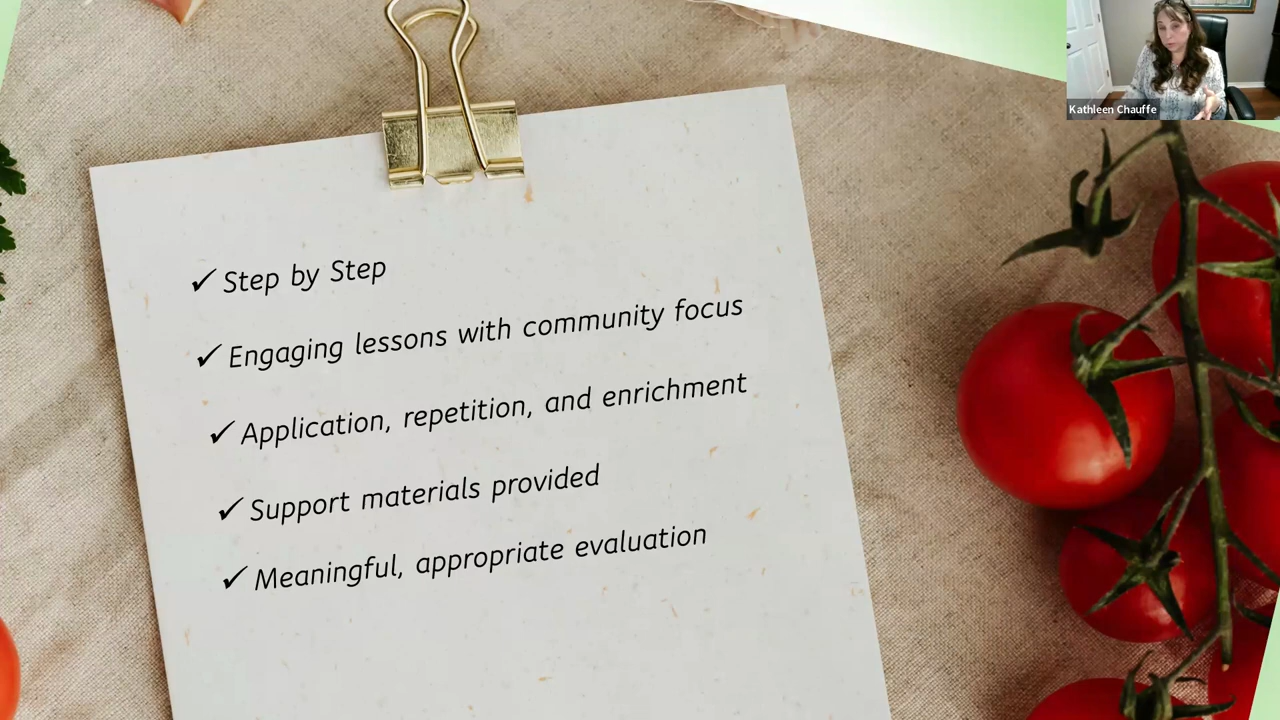 Kathleen Chauffe
✓ Step by Step
✓ Engaging lessons with community focus
✓ Application, repetition, and enrichment
✓ Support materials provided
✓ Meaningful, appropriate evaluation